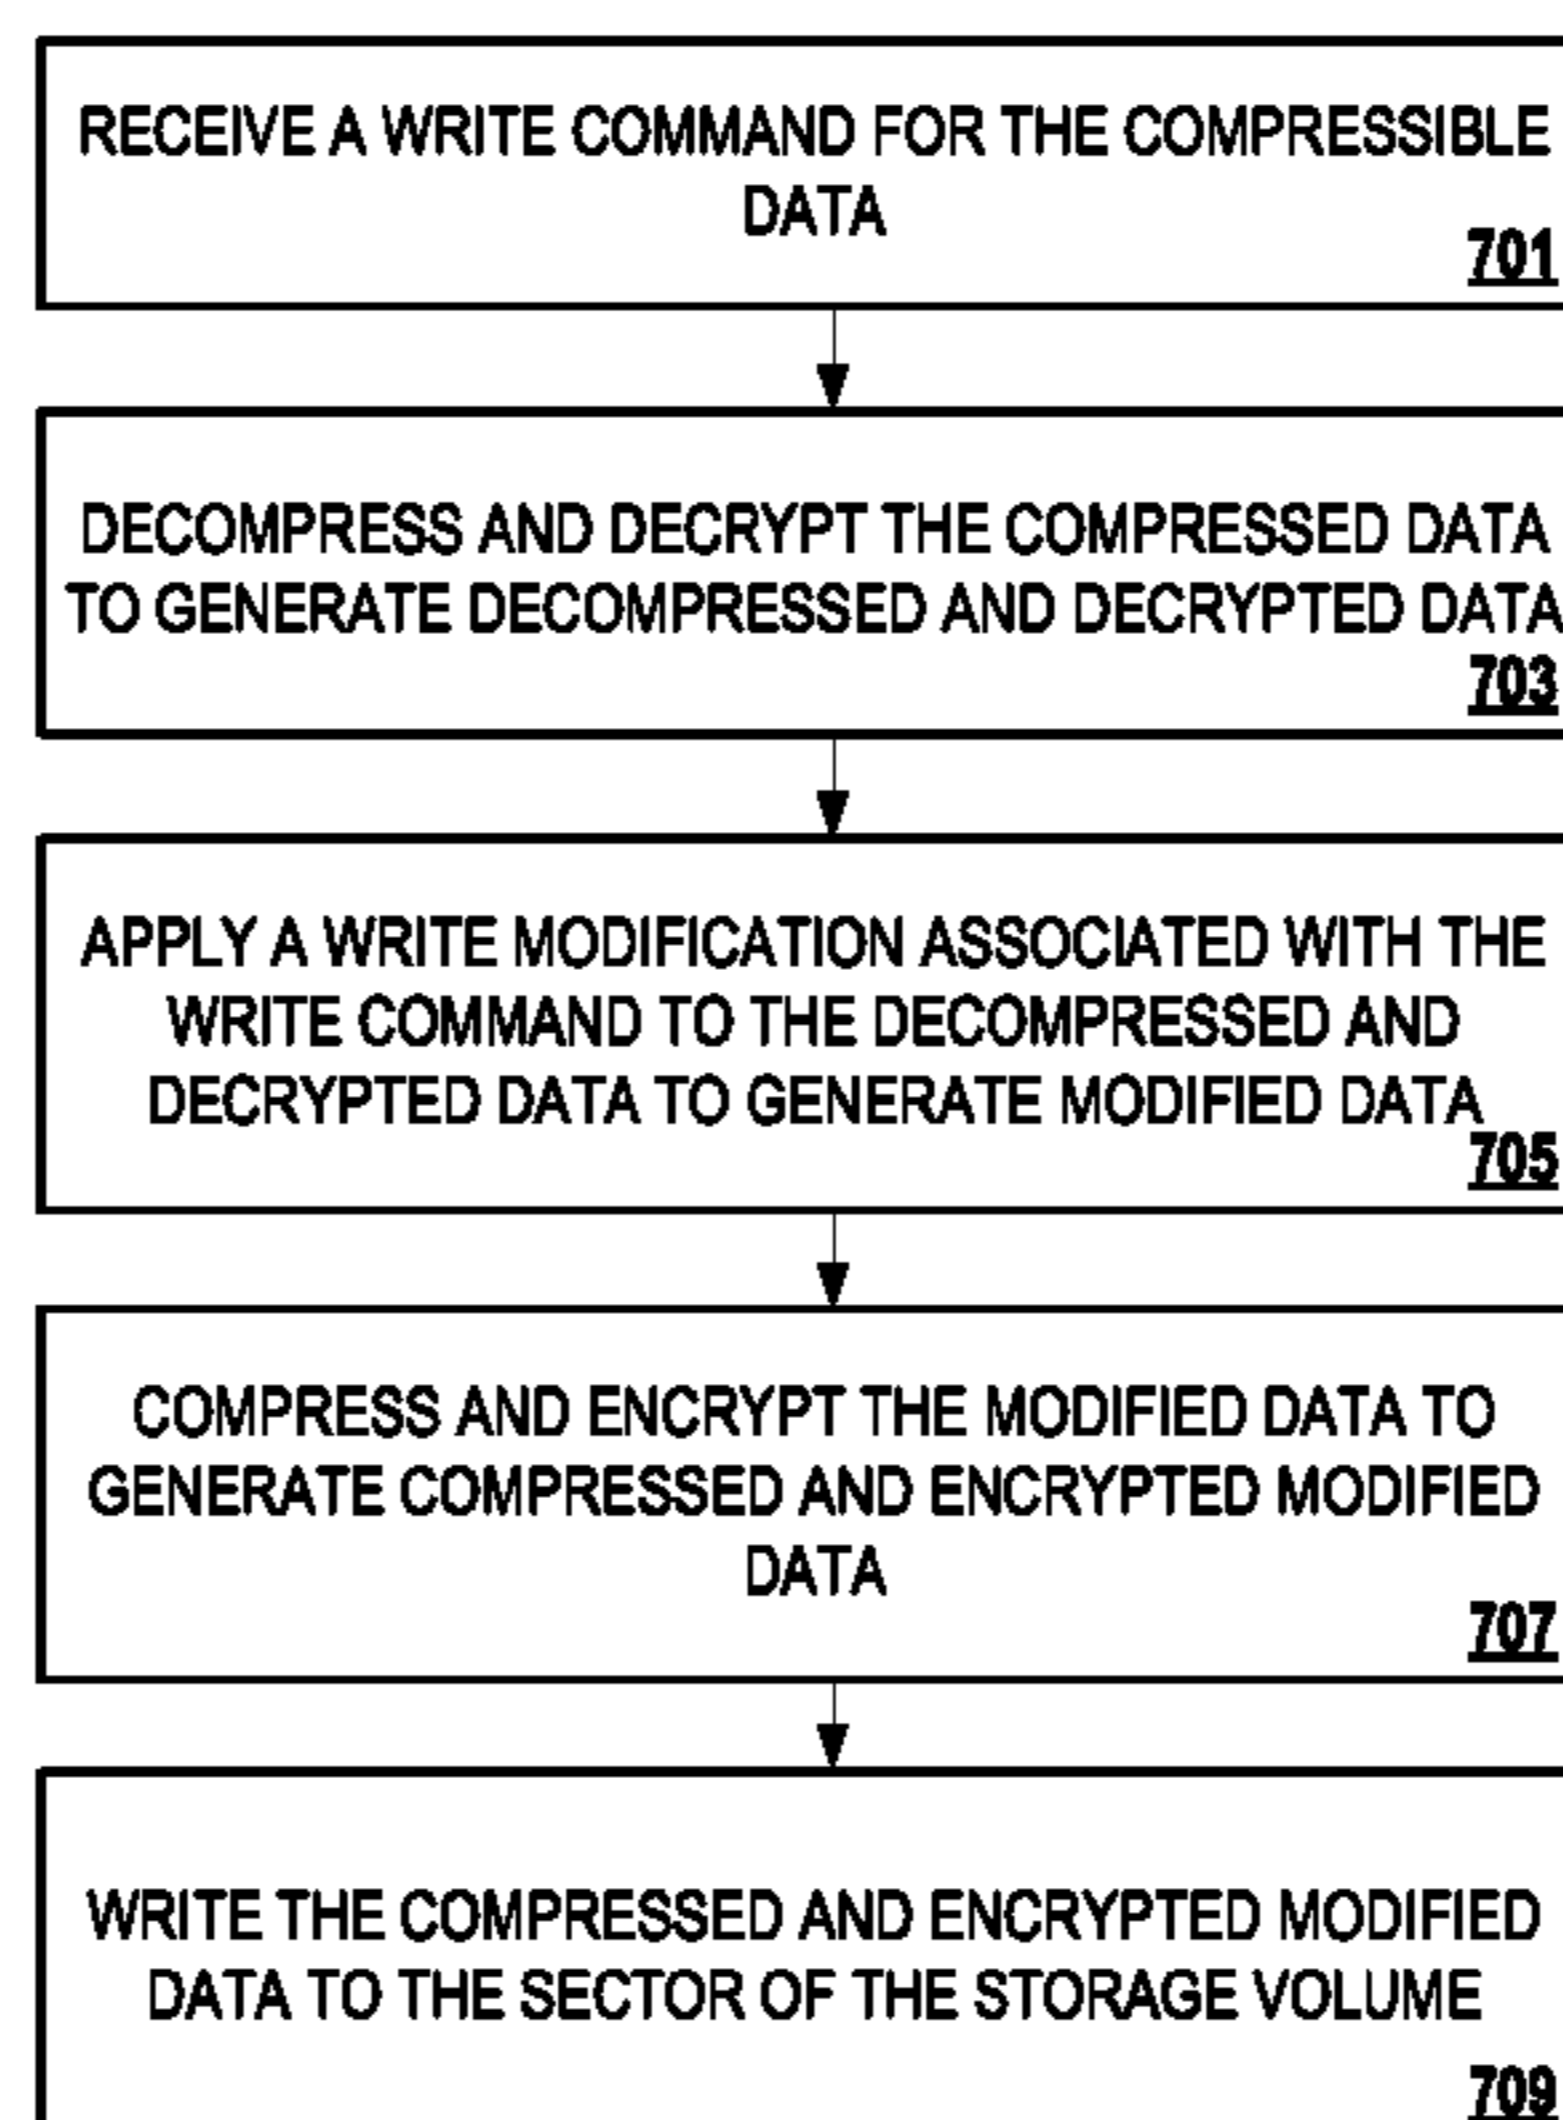 RECEIVE A WRITE COMMAND FOR THE COMPRESSIBLE
DATA
701
DECOMPRESS AND DECRYPT THE COMPRESSED DATA
TO GENERATE DECOMPRESSED AND DECRYPTED DATA
703
APPLY A WRITE MODIFICATION ASSOCIATED WITH THE
WRITE COMMAND TO THE DECOMPRESSED AND
DECRYPTED DATA TO GENERATE MODIFIED DATA
705
COMPRESS AND ENCRYPT THE MODIFIED DATA TO
GENERATE COMPRESSED AND ENCRYPTED MODIFIED
DATA
707
WRITE THE COMPRESSED AND ENCRYPTED MODIFIED
DATA TO THE SECTOR OF THE STORAGE VOLUME
709